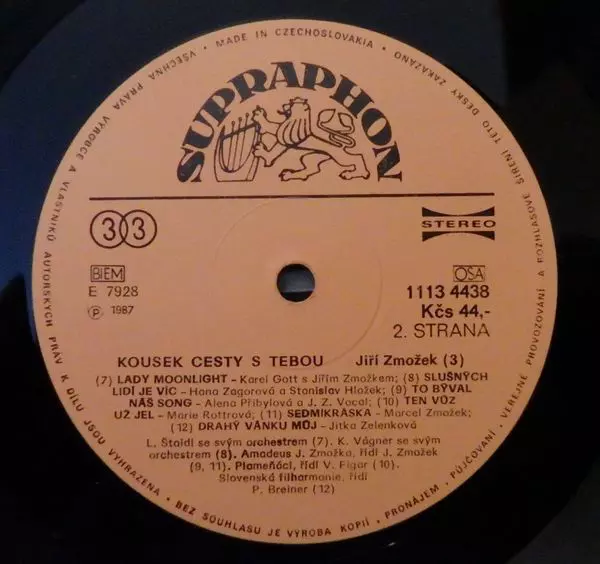 VŠECHNA PRÁVA VÝROBCE A VLASTNÍKŮ AUTORSKÝCH PRÁV K DÍLU JSOU VYHRAZENA • BEZ SOUHLASU JE VÝROBA KOPIÍ, PRONÁJEM, PŮJČOVÁNÍ, VEŘEJNÉ PROVOZOVÁNÍ A ROZHLASOVÉ ŠÍŘENÍ TÉTO DESKY ZAKÁZÁNO • MADE IN CZECHOSLOVAKIA •
SUPRAPHON
33
STEREO
BIEM
OSA
E 7928
1113 4438
Ⓟ 1987
Kčs 44,-
2. STRANA
KOUSEK CESTY S TEBOU Jiří Zmožek (3)
(7) LADY MOONLIGHT – Karel Gott s Jiřím Zmožkem; (8) SLUŠNÝCH
LIDÍ JE VÍC – Hana Zagorová a Stanislav Hložek; (9) TO BÝVAL
NÁŠ SONG – Alena Přibylová a J. Z. Vocal; (10) TEN VŮZ
UŽ JEL – Marie Rottrová; (11) SEDMIKRÁSKA – Marcel Zmožek;
(12) DRAHÝ VÁNKU MŮJ – Jitka Zelenková
L. Štaidl se svým orchestrem (7). K. Vágner se svým
orchestrem (8). Amadeus J. Zmožka, řídí J. Zmožek
(9, 11). Plameňáci, řídí V. Figar (10).
Slovenská filharmonie, řídí
P. Breiner (12)